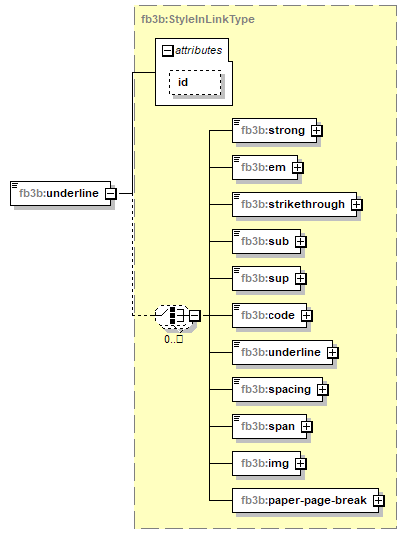 fb3b:StyleInLinkType
attributes
id
fb3b:strong
fb3b:em
fb3b:underline
fb3b:strikethrough
fb3b:sub
fb3b:sup
fb3b:code
0..
fb3b:underline
fb3b:spacing
fb3b:span
fb3b:img
fb3b:paper-page-break